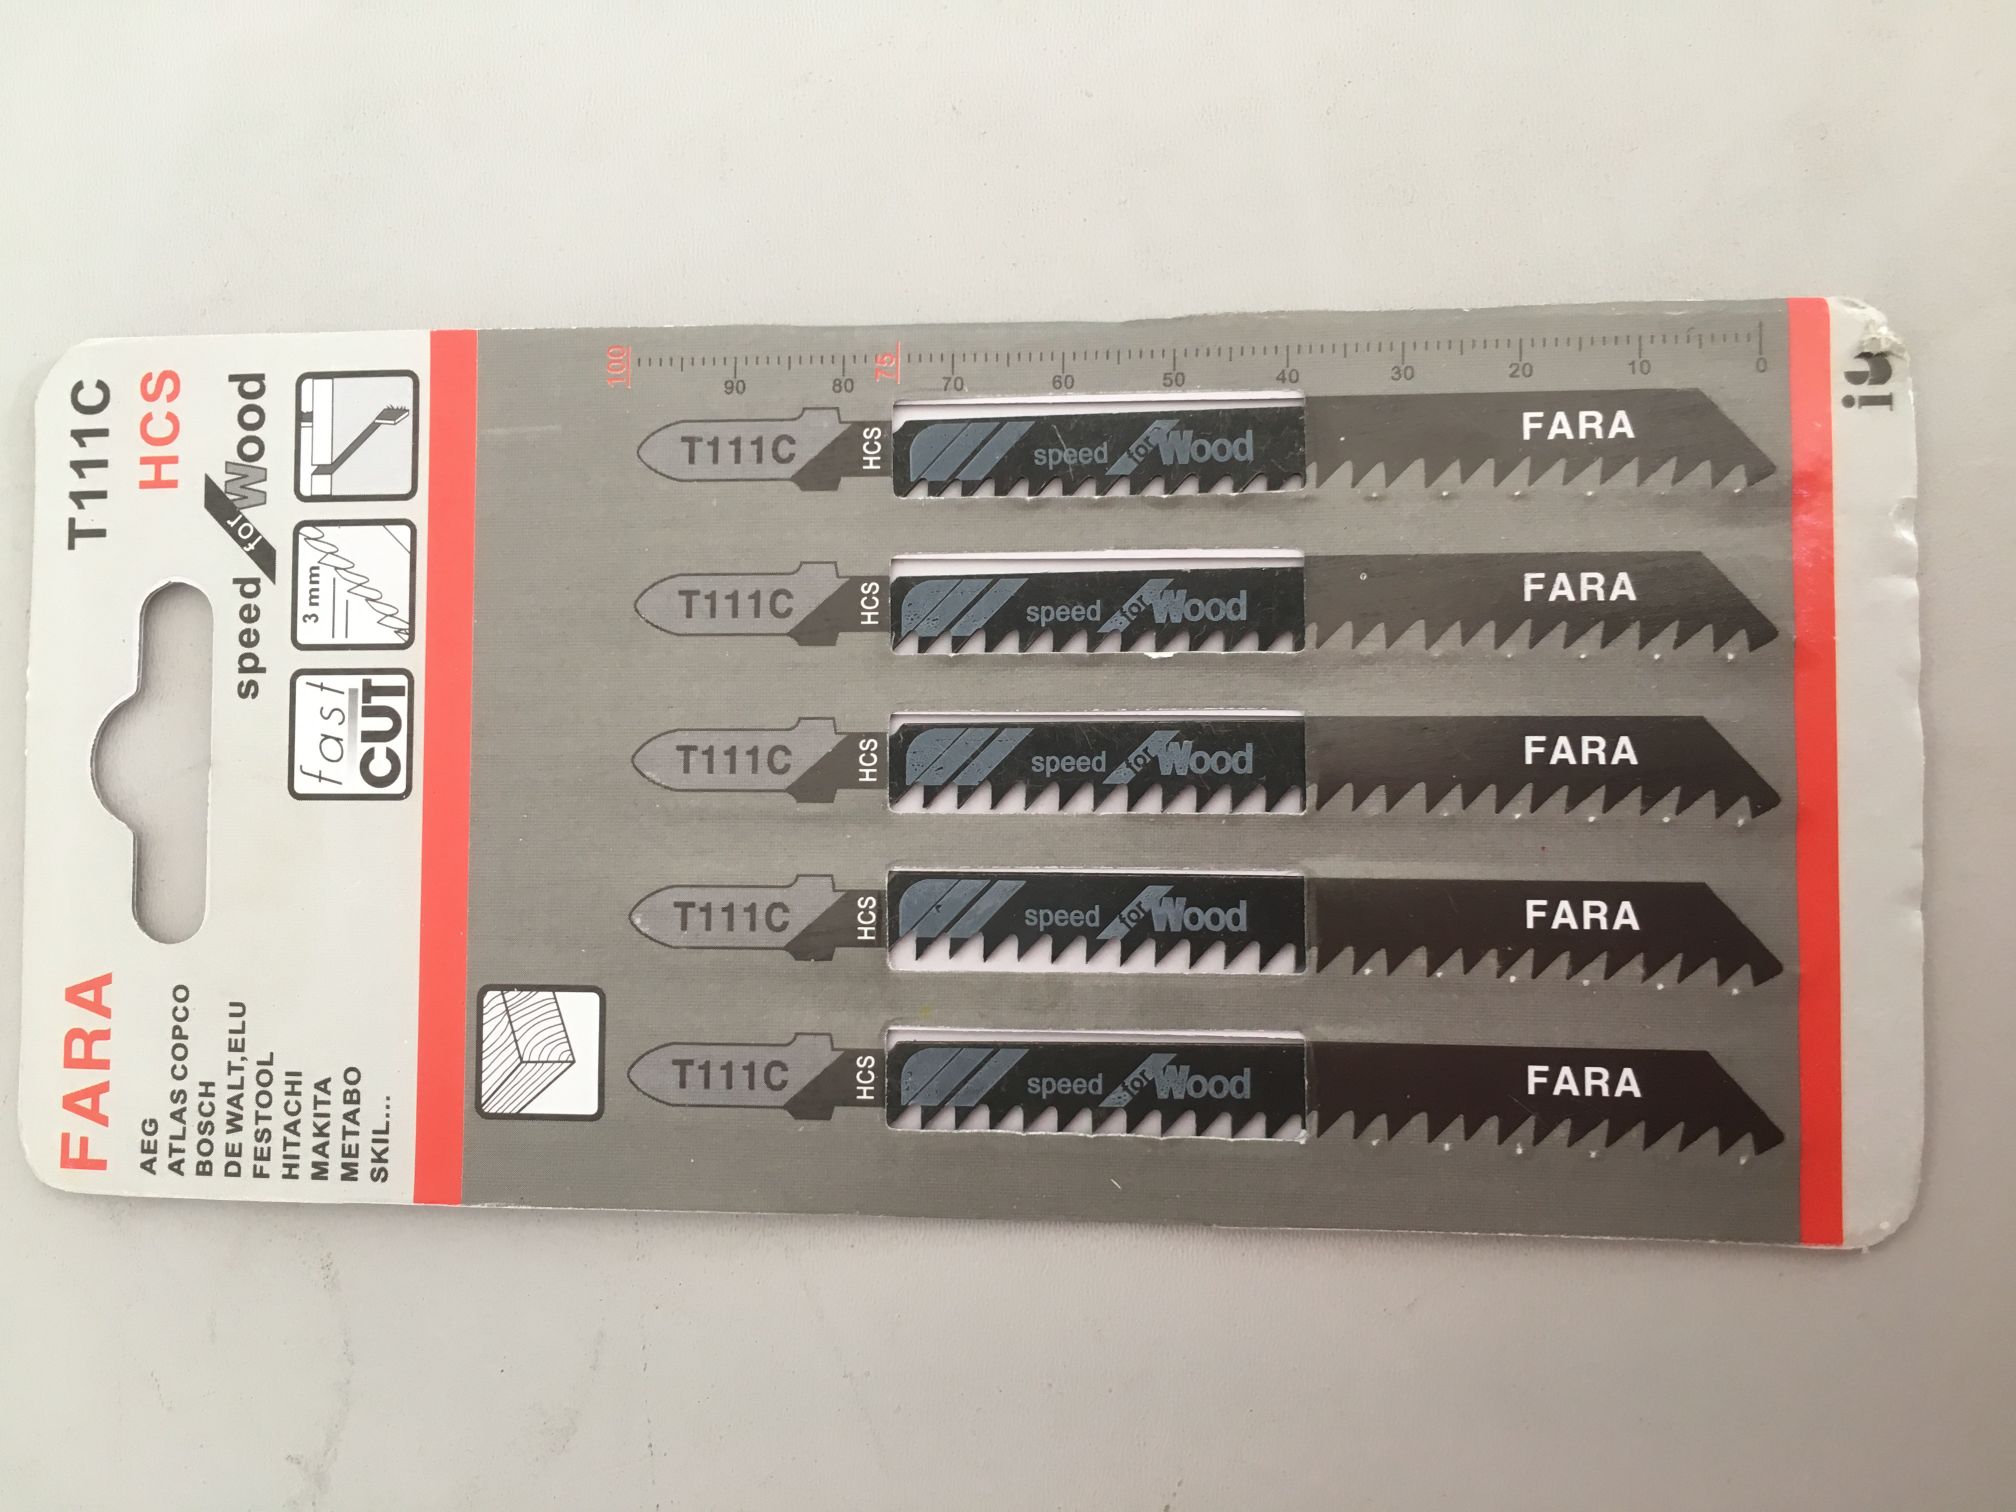 T111C
HCS
speed for Wood
3 mm
fast
CUT
FARA
AEG
ATLAS COPCO
BOSCH
DE WALT,ELU
FESTOOL
HITACHI
MAKITA
METABO
SKIL...
100 90 80 75 70 60 50 40 30 20 10 0
T111C HCS speed for Wood FARA
T111C HCS speed for Wood FARA
T111C HCS speed for Wood FARA
T111C HCS speed for Wood FARA
T111C HCS speed for Wood FARA